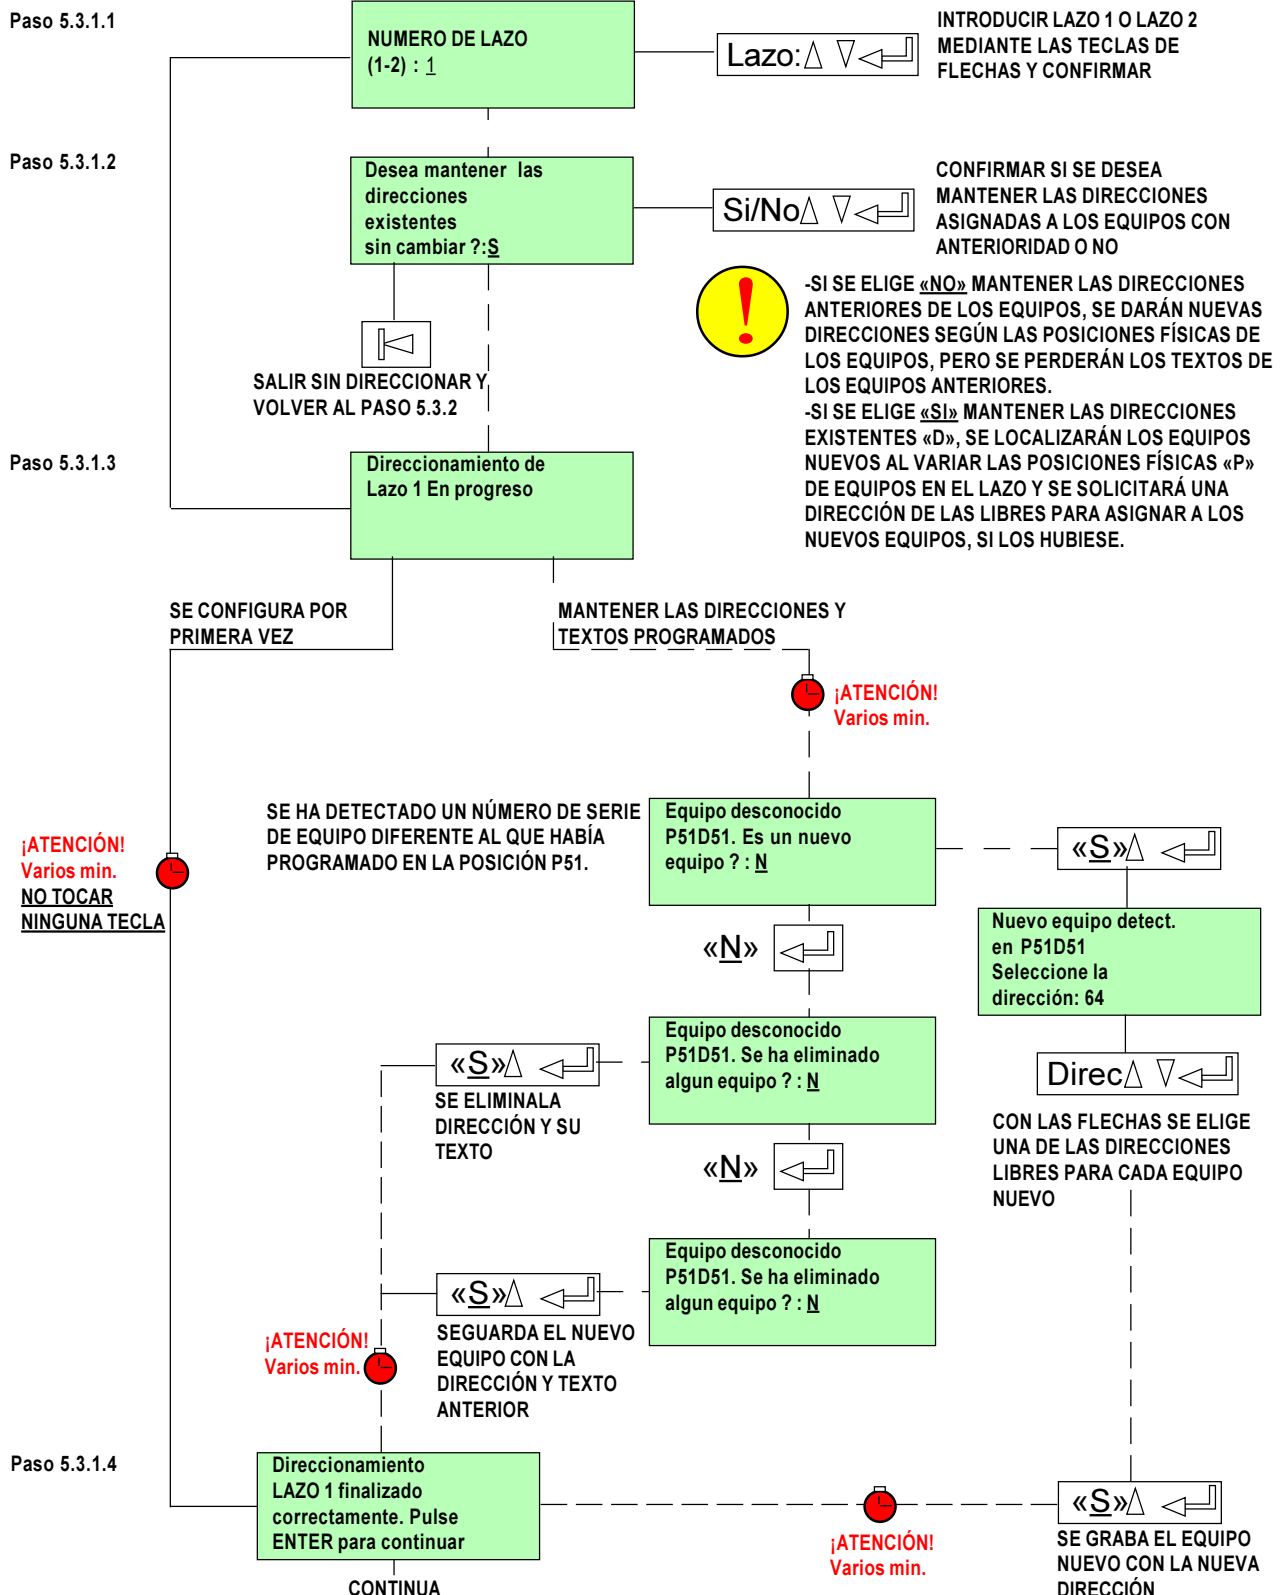 Paso 5.3.1.1
NUMERO DE LAZO
(1-2) : 1
Lazo:
INTRODUCIR LAZO 1 O LAZO 2
MEDIANTE LAS TECLAS DE
FLECHAS Y CONFIRMAR
Paso 5.3.1.2
Desea mantener las
direcciones
existentes
sin cambiar ?:S
Si/No
CONFIRMAR SI SE DESEA
MANTENER LAS DIRECCIONES
ASIGNADAS A LOS EQUIPOS CON
ANTERIORIDAD O NO
!
-SI SE ELIGE «NO» MANTENER LAS DIRECCIONES
ANTERIORES DE LOS EQUIPOS, SE DARÁN NUEVAS
DIRECCIONES SEGÚN LAS POSICIONES FÍSICAS DE
LOS EQUIPOS, PERO SE PERDERÁN LOS TEXTOS DE
LOS EQUIPOS ANTERIORES.
-SI SE ELIGE «SI» MANTENER LAS DIRECCIONES
EXISTENTES «D», SE LOCALIZARÁN LOS EQUIPOS
NUEVOS AL VARIAR LAS POSICIONES FÍSICAS «P»
DE EQUIPOS EN EL LAZO Y SE SOLICITARÁ UNA
DIRECCIÓN DE LAS LIBRES PARA ASIGNAR A LOS
NUEVOS EQUIPOS, SI LOS HUBIESE.
SALIR SIN DIRECCIONAR Y
VOLVER AL PASO 5.3.2
Paso 5.3.1.3
Direccionamiento de
Lazo 1 En progreso
SE CONFIGURA POR
PRIMERA VEZ
MANTENER LAS DIRECCIONES Y
TEXTOS PROGRAMADOS
¡ATENCIÓN!
Varios min.
SE HA DETECTADO UN NÚMERO DE SERIE
DE EQUIPO DIFERENTE AL QUE HABÍA
PROGRAMADO EN LA POSICIÓN P51.
Equipo desconocido
P51D51. Es un nuevo
equipo ? : N
«S»
¡ATENCIÓN!
Varios min.
NO TOCAR
NINGUNA TECLA
«N»
Nuevo equipo detect.
en P51D51
Seleccione la
dirección: 64
Equipo desconocido
P51D51. Se ha eliminado
algun equipo ? : N
«S»
SE ELIMINALA
DIRECCIÓN Y SU
TEXTO
Direc
CON LAS FLECHAS SE ELIGE
UNA DE LAS DIRECCIONES
LIBRES PARA CADA EQUIPO
NUEVO
«N»
Equipo desconocido
P51D51. Se ha eliminado
algun equipo ? : N
«S»
SEGUARDA EL NUEVO
EQUIPO CON LA
DIRECCIÓN Y TEXTO
ANTERIOR
¡ATENCIÓN!
Varios min.
Paso 5.3.1.4
Direccionamiento
LAZO 1 finalizado
correctamente. Pulse
ENTER para continuar
¡ATENCIÓN!
Varios min.
«S»
SE GRABA EL EQUIPO
NUEVO CON LA NUEVA
DIRECCIÓN.
CONTINUA